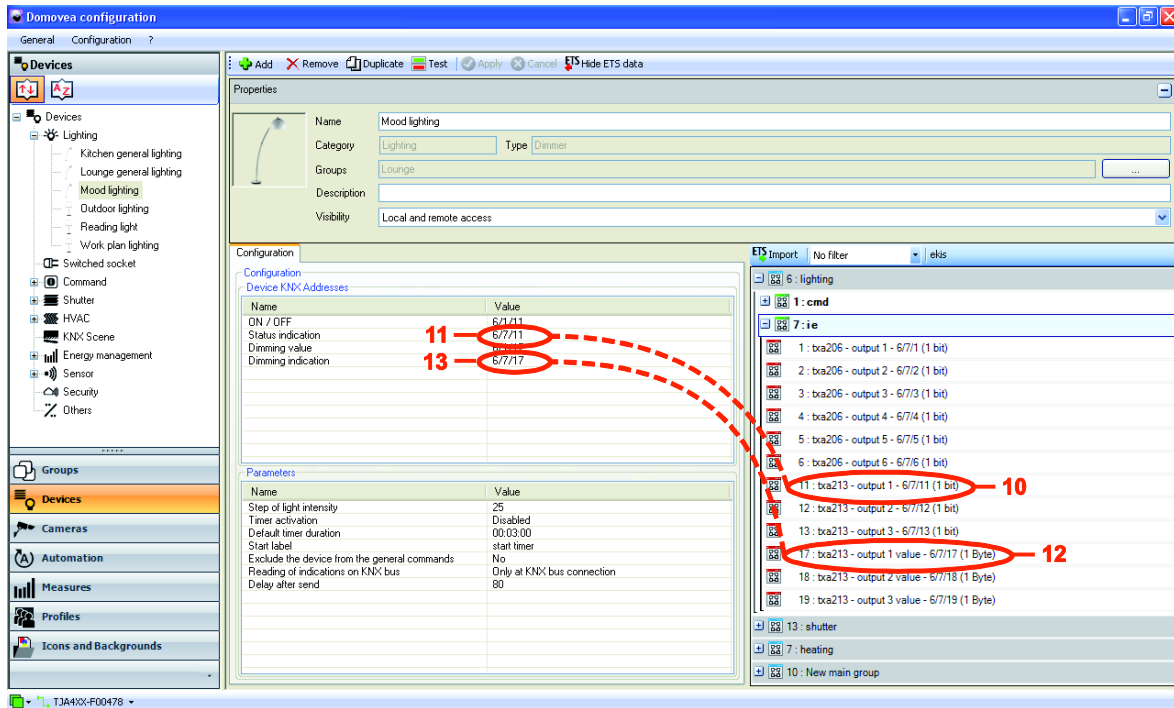 Domovea configuration
General Configuration ?
Devices
Add Remove Duplicate Test Apply Cancel ETS Hide ETS data
A Z
Properties
Name Mood lighting
Category Lighting Type Dimmer
Groups Lounge ...
Description
Visibility Local and remote access
Devices
Lighting
Kitchen general lighting
Lounge general lighting
Mood lighting
Outdoor lighting
Reading light
Work plan lighting
Switched socket
Command
Shutter
HVAC
KNX Scene
Energy management
Sensor
Security
Others
Groups
Devices
Cameras
Automation
Measures
Profiles
Icons and Backgrounds
Configuration
Configuration
Device KNX Addresses
Name Value
ON / OFF 6/1/11
Status indication 6/7/11
Dimming value
Dimming indication 6/7/17
11
13
Parameters
Name Value
Step of light intensity 25
Timer activation Disabled
Default timer duration 00:03:00
Start label start timer
Exclude the device from the general commands No
Reading of indications on KNX bus Only at KNX bus connection
Delay after send 80
ETS Import No filter ekis
6 : lighting
1 : cmd
7 : ie
1 : txa206 - output 1 - 6/7/1 (1 bit)
2 : txa206 - output 2 - 6/7/2 (1 bit)
3 : txa206 - output 3 - 6/7/3 (1 bit)
4 : txa206 - output 4 - 6/7/4 (1 bit)
5 : txa206 - output 5 - 6/7/5 (1 bit)
6 : txa206 - output 6 - 6/7/6 (1 bit)
11 : txa213 - output 1 - 6/7/11 (1 bit)
10
12 : txa213 - output 2 - 6/7/12 (1 bit)
13 : txa213 - output 3 - 6/7/13 (1 bit)
17 : txa213 - output 1 value - 6/7/17 (1 Byte)
12
18 : txa213 - output 2 value - 6/7/18 (1 Byte)
19 : txa213 - output 3 value - 6/7/19 (1 Byte)
13 : shutter
7 : heating
10 : New main group
TJA4XX-F00478